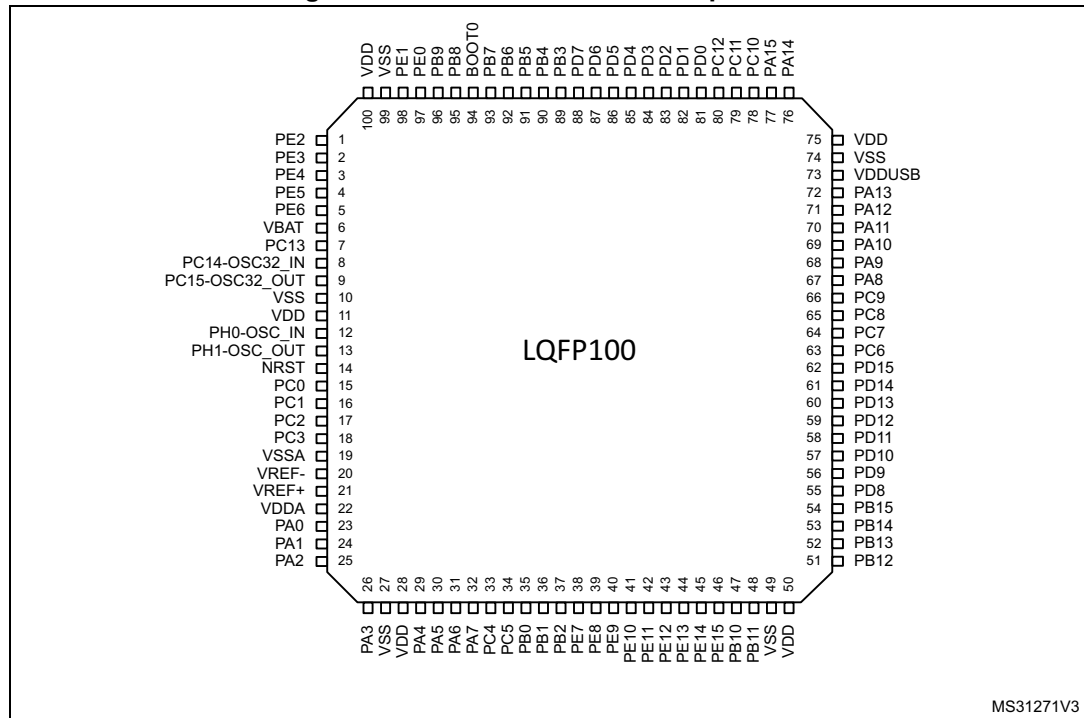 VDD
VSS
PE1
PE0
PB9
PB8
BOOT0
PB7
PB6
PB5
PB4
PB3
PD7
PD6
PD5
PD4
PD3
PD2
PD1
PD0
PC12
PC11
PC10
PA15
PA14
100
99
98
97
96
95
94
93
92
91
90
89
88
87
86
85
84
83
82
81
80
79
78
77
76
PE2 1
PE3 2
PE4 3
PE5 4
PE6 5
VBAT 6
PC13 7
PC14-OSC32_IN 8
PC15-OSC32_OUT 9
VSS 10
VDD 11
PH0-OSC_IN 12
PH1-OSC_OUT 13
NRST 14
PC0 15
PC1 16
PC2 17
PC3 18
VSSA 19
VREF- 20
VREF+ 21
VDDA 22
PA0 23
PA1 24
PA2 25
LQFP100
75 VDD
74 VSS
73 VDDUSB
72 PA13
71 PA12
70 PA11
69 PA10
68 PA9
67 PA8
66 PC9
65 PC8
64 PC7
63 PC6
62 PD15
61 PD14
60 PD13
59 PD12
58 PD11
57 PD10
56 PD9
55 PD8
54 PB15
53 PB14
52 PB13
51 PB12
26
27
28
29
30
31
32
33
34
35
36
37
38
39
40
41
42
43
44
45
46
47
48
49
50
PA3
VSS
VDD
PA4
PA5
PA6
PA7
PC4
PC5
PB0
PB1
PB2
PE7
PE8
PE9
PE10
PE11
PE12
PE13
PE14
PE15
PB10
PB11
VSS
VDD
MS31271V3